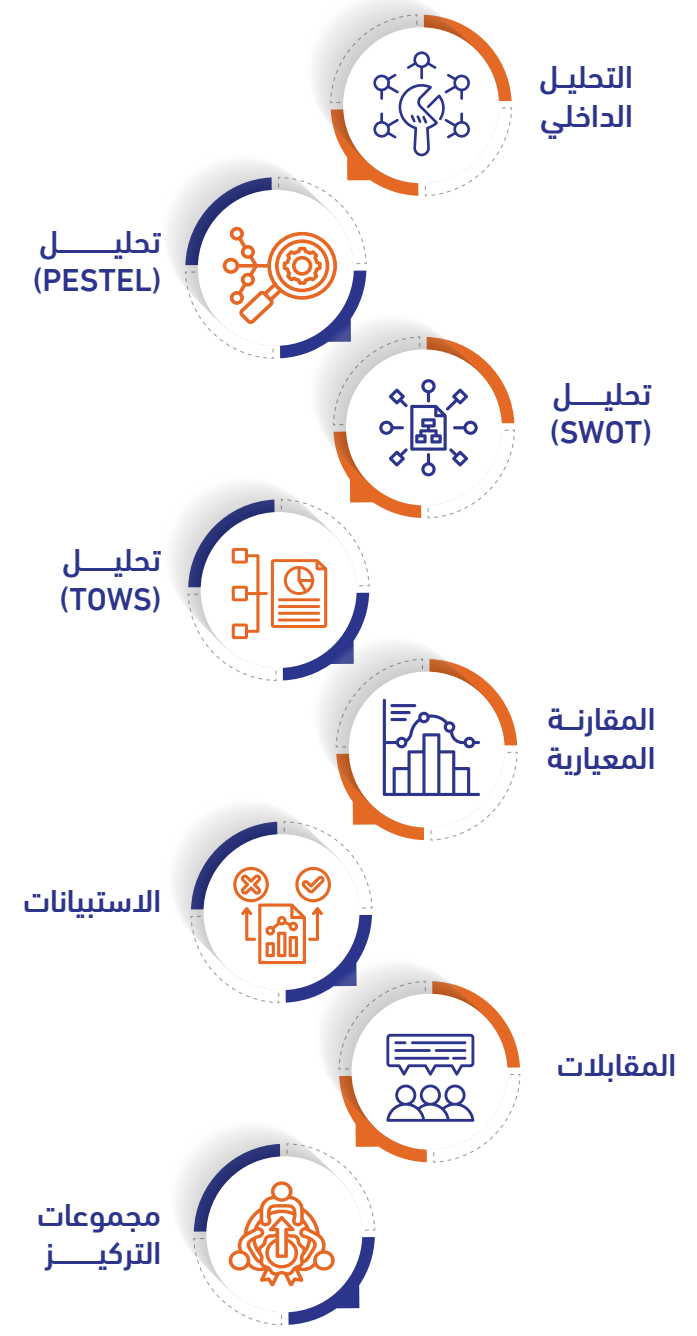 التحليل
الداخلي
تحليل
(PESTEL)
تحليل
(SWOT)
تحليل
(TOWS)
المقارنة
المعيارية
الاستبيانات
المقابلات
مجموعات
التركيز